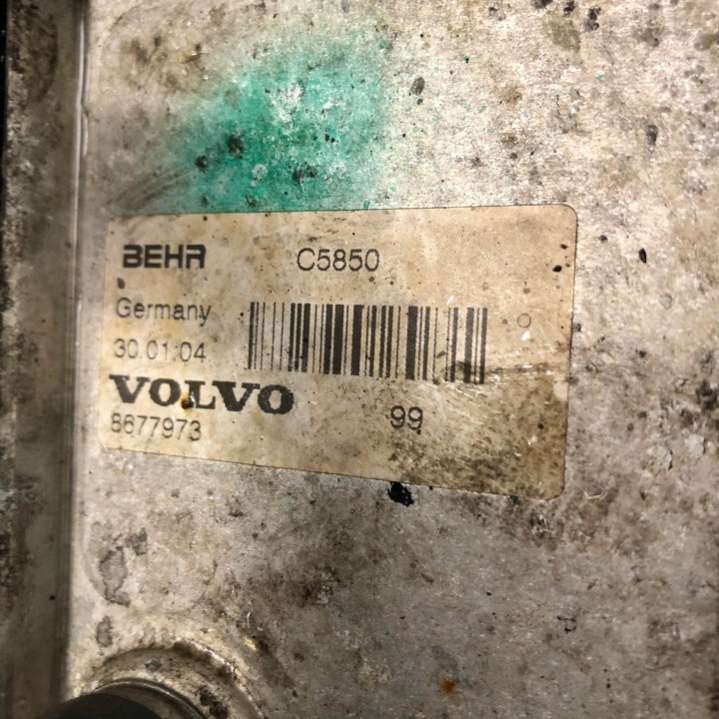 BEHR C5850
Germany
30.01.04
VOLVO
8677973 99